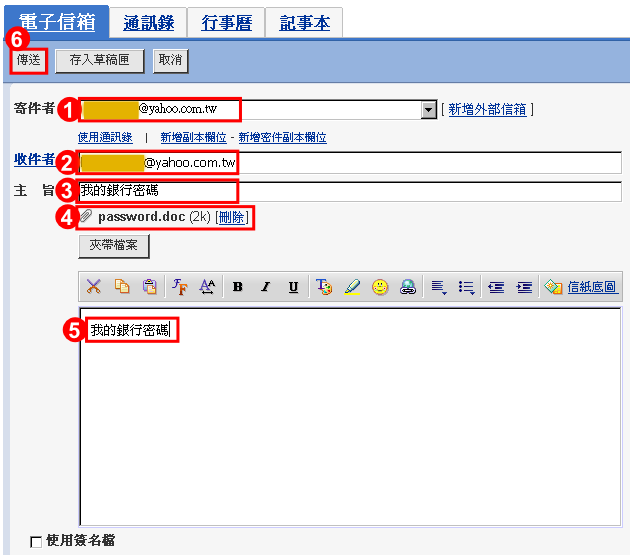 電子信箱 通訊錄 行事曆 記事本
6
傳送 存入草稿匣 取消
寄件者 1 @yahoo.com.tw [ 新增外部信箱 ]
使用通訊錄 | 新增副本欄位 - 新增密件副本欄位
收件者 2 @yahoo.com.tw
主 旨 3 我的銀行密碼
4 password.doc (2k) [刪除]
夾帶檔案
B I U 信紙底圖
5 我的銀行密碼
使用簽名檔